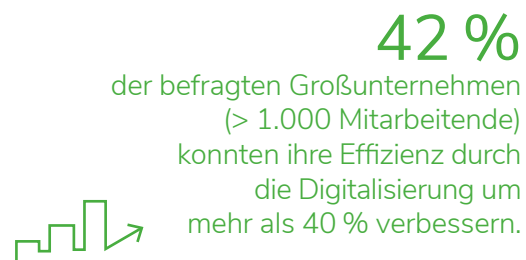 42 %
der befragten Großunternehmen
(> 1.000 Mitarbeitende)
konnten ihre Effizienz durch
die Digitalisierung um
mehr als 40 % verbessern.